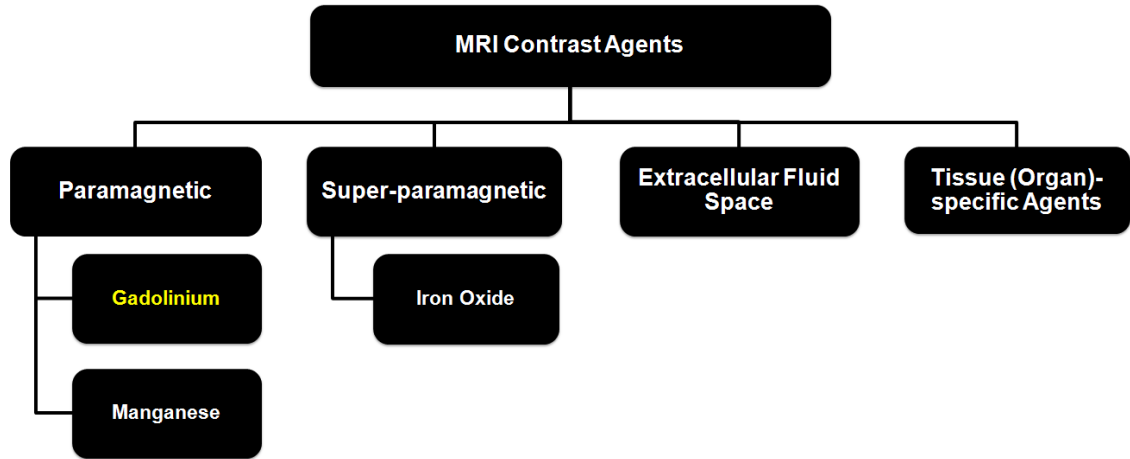 MRI Contrast Agents
Paramagnetic
Super-paramagnetic
Extracellular Fluid
Space
Tissue (Organ)-
specific Agents
Gadolinium
Iron Oxide
Manganese